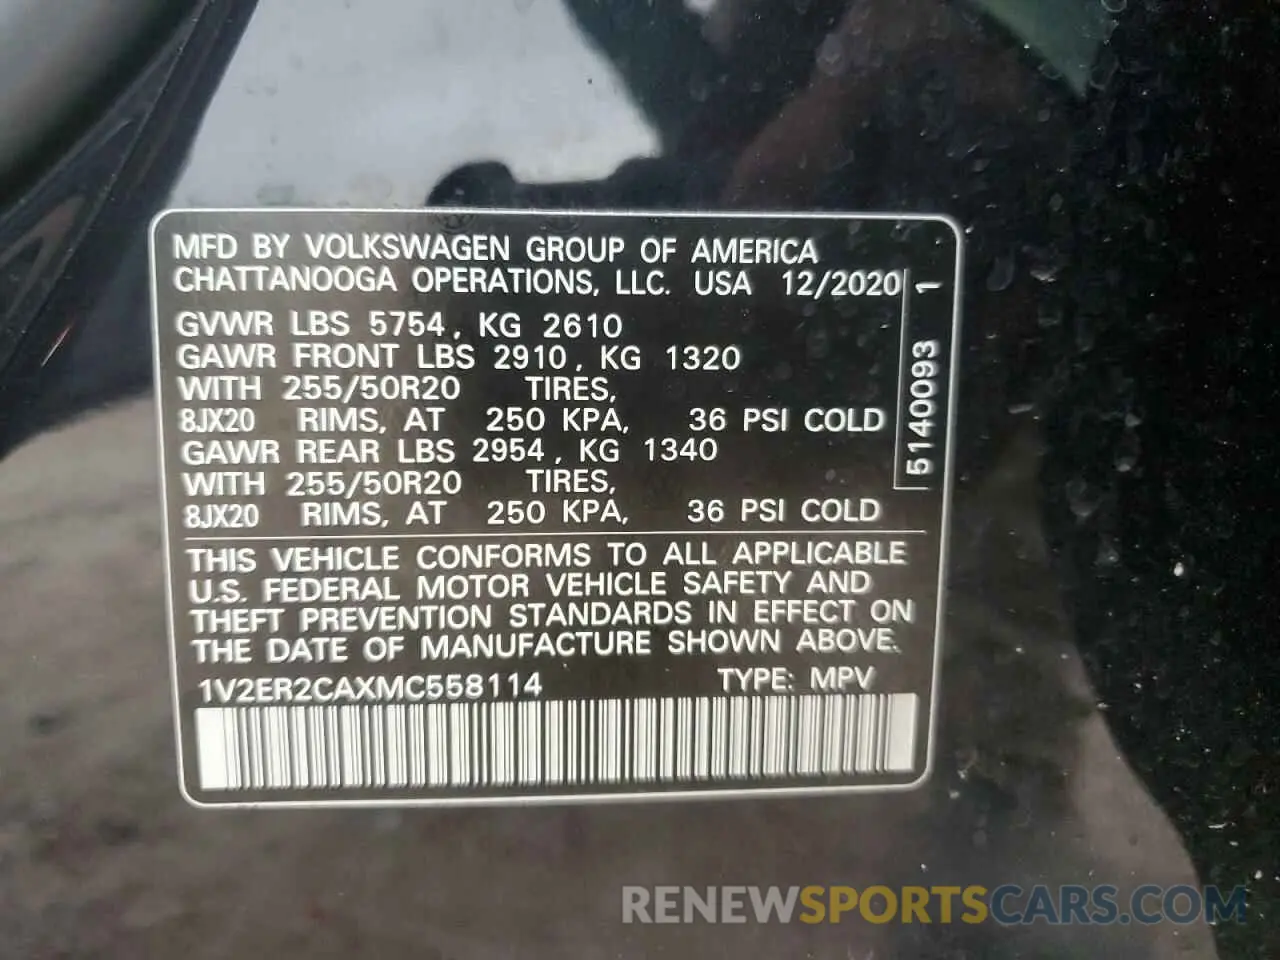 MFD BY VOLKSWAGEN GROUP OF AMERICA
CHATTANOOGA OPERATIONS, LLC. USA 12/2020
GVWR LBS 5754, KG 2610
GAWR FRONT LBS 2910, KG 1320
WITH 255/50R20 TIRES,
8JX20 RIMS, AT 250 KPA, 36 PSI COLD
GAWR REAR LBS 2954, KG 1340
WITH 255/50R20 TIRES,
8JX20 RIMS, AT 250 KPA, 36 PSI COLD
5140093 1
THIS VEHICLE CONFORMS TO ALL APPLICABLE
U.S. FEDERAL MOTOR VEHICLE SAFETY AND
THEFT PREVENTION STANDARDS IN EFFECT ON
THE DATE OF MANUFACTURE SHOWN ABOVE.
1V2ER2CAXMC558114 TYPE: MPV
RENEWSPORTSCARS.COM